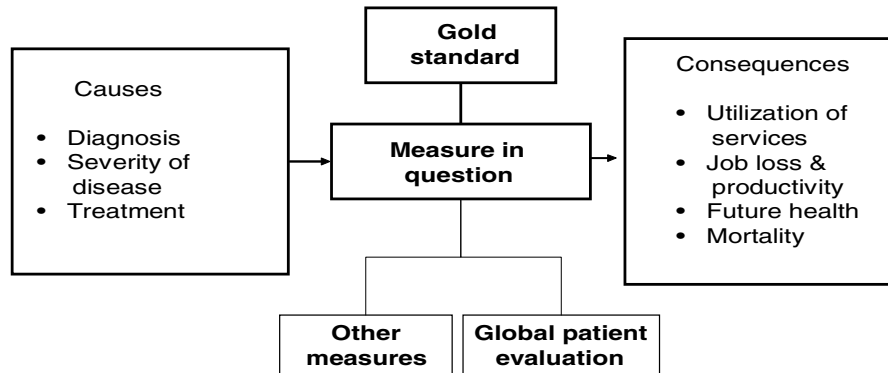 Gold
standard
Causes
• Diagnosis
• Severity of
disease
• Treatment
Measure in
question
Consequences
• Utilization of
services
• Job loss &
productivity
• Future health
• Mortality
Other
measures
Global patient
evaluation